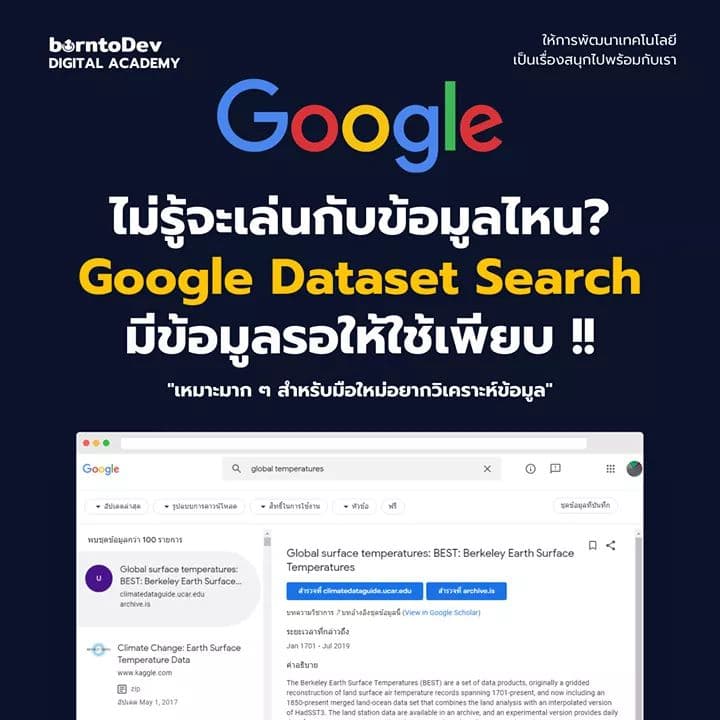 borntoDev
DIGITAL ACADEMY
ให้การพัฒนาเทคโนโลยี
เป็นเรื่องสนุกไปพร้อมกับเรา
Google
ไม่รู้จะเล่นกับข้อมูลไหน?
Google Dataset Search
มีข้อมูลรอให้ใช้เพียบ !!
"เหมาะมาก ๆ สำหรับมือใหม่อยากวิเคราะห์ข้อมูล"
Google
global temperatures
อัปเดตล่าสุด
รูปแบบการดาวน์โหลด
สิทธิ์ในการใช้งาน
หัวข้อ
ฟรี
ชุดข้อมูลที่บันทึก
พบชุดข้อมูลกว่า 100 รายการ
U
Global surface temperatures:
BEST: Berkeley Earth Surface...
climatedataguide.ucar.edu
archive.is
Climate Change: Earth Surface
Temperature Data
www.kaggle.com
zip
อัปเดต May 1, 2017
Global surface temperatures: BEST: Berkeley Earth Surface
Temperatures
สำรวจที่ climatedataguide.ucar.edu
สำรวจที่ archive.is
บทความวิชาการ 7 บทอ้างอิงชุดข้อมูลนี้ (View in Google Scholar)
ระยะเวลาที่กล่าวถึง
Jan 1701 - Jul 2019
คำอธิบาย
The Berkeley Earth Surface Temperatures (BEST) are a set of data products, originally a gridded
reconstruction of land surface air temperature records spanning 1701-present, and now including an
1850-present merged land-ocean data set that combines the land analysis with an interpolated version
of HadSST3. The land station data are available in an archive, and an experimental version provides daily